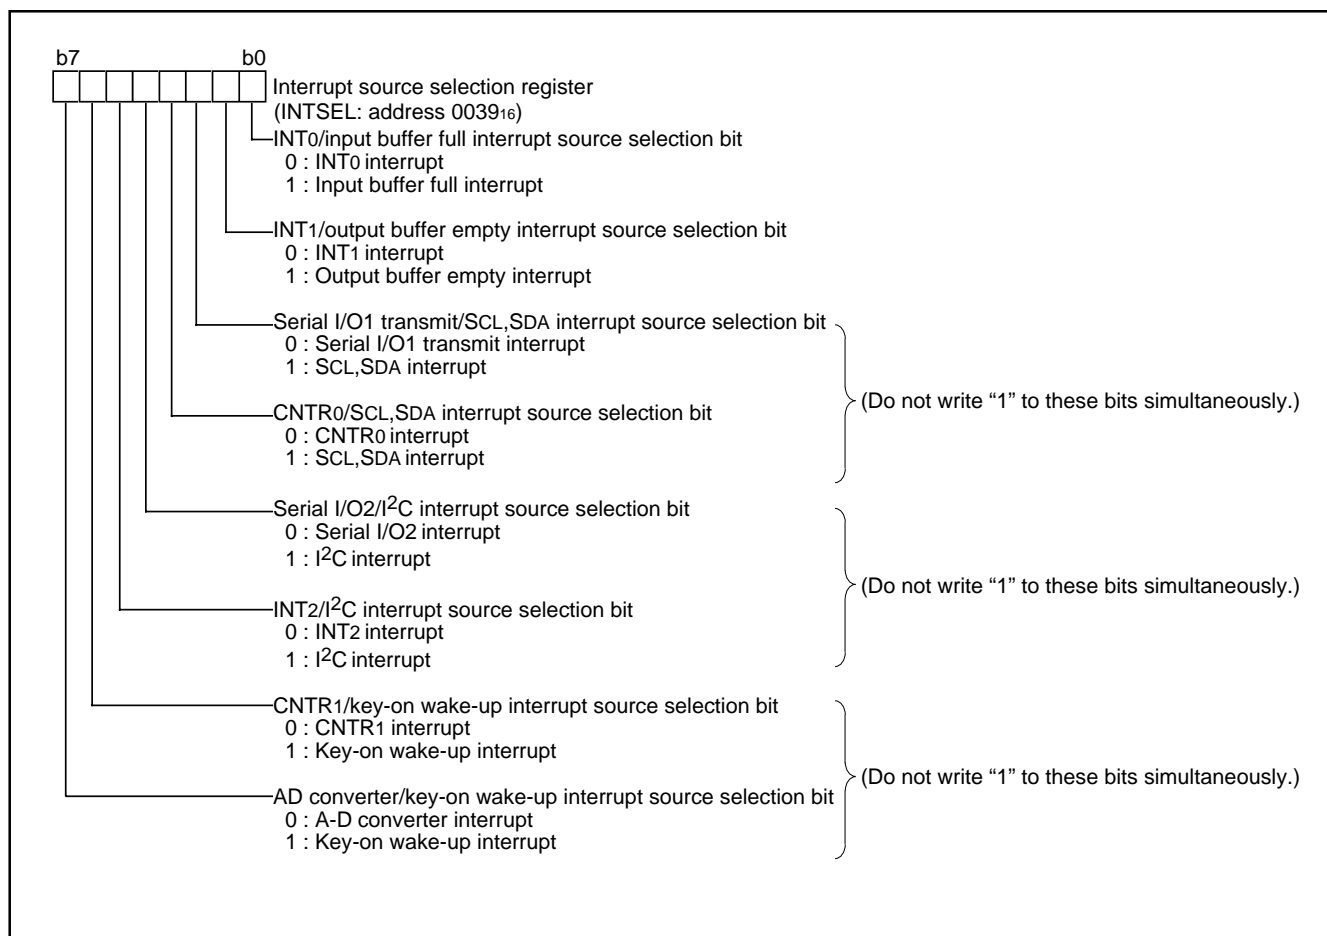 b7 b0
Interrupt source selection register
(INTSEL: address 003916)
INT0/input buffer full interrupt source selection bit
0 : INT0 interrupt
1 : Input buffer full interrupt
INT1/output buffer empty interrupt source selection bit
0 : INT1 interrupt
1 : Output buffer empty interrupt
Serial I/O1 transmit/SCL,SDA interrupt source selection bit
0 : Serial I/O1 transmit interrupt
1 : SCL,SDA interrupt
(Do not write “1” to these bits simultaneously.)
CNTR0/SCL,SDA interrupt source selection bit
0 : CNTR0 interrupt
1 : SCL,SDA interrupt
Serial I/O2/I2C interrupt source selection bit
0 : Serial I/O2 interrupt
1 : I2C interrupt
(Do not write “1” to these bits simultaneously.)
INT2/I2C interrupt source selection bit
0 : INT2 interrupt
1 : I2C interrupt
CNTR1/key-on wake-up interrupt source selection bit
0 : CNTR1 interrupt
1 : Key-on wake-up interrupt
(Do not write “1” to these bits simultaneously.)
AD converter/key-on wake-up interrupt source selection bit
0 : A-D converter interrupt
1 : Key-on wake-up interrupt